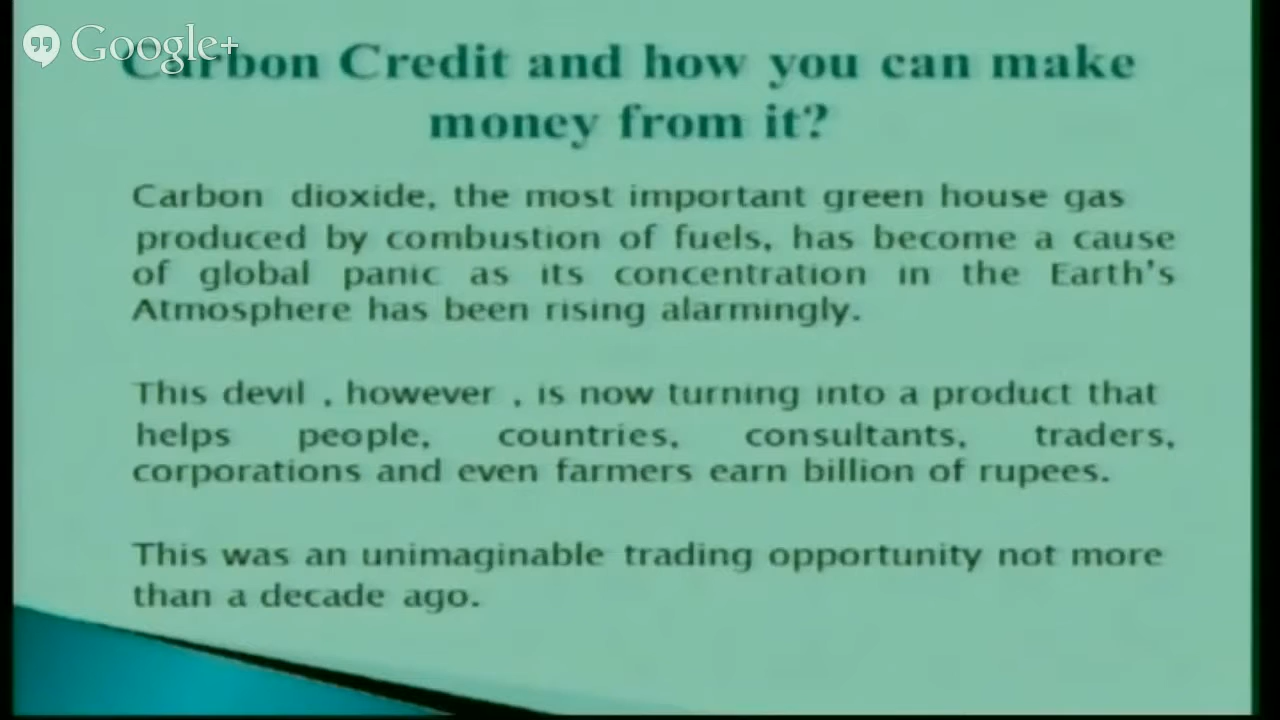 Google+
Carbon Credit and how you can make
money from it?
Carbon dioxide, the most important green house gas
produced by combustion of fuels, has become a cause
of global panic as its concentration in the Earth's
Atmosphere has been rising alarmingly.
This devil , however , is now turning into a product that
helps people, countries, consultants, traders,
corporations and even farmers earn billion of rupees.
This was an unimaginable trading opportunity not more
than a decade ago.